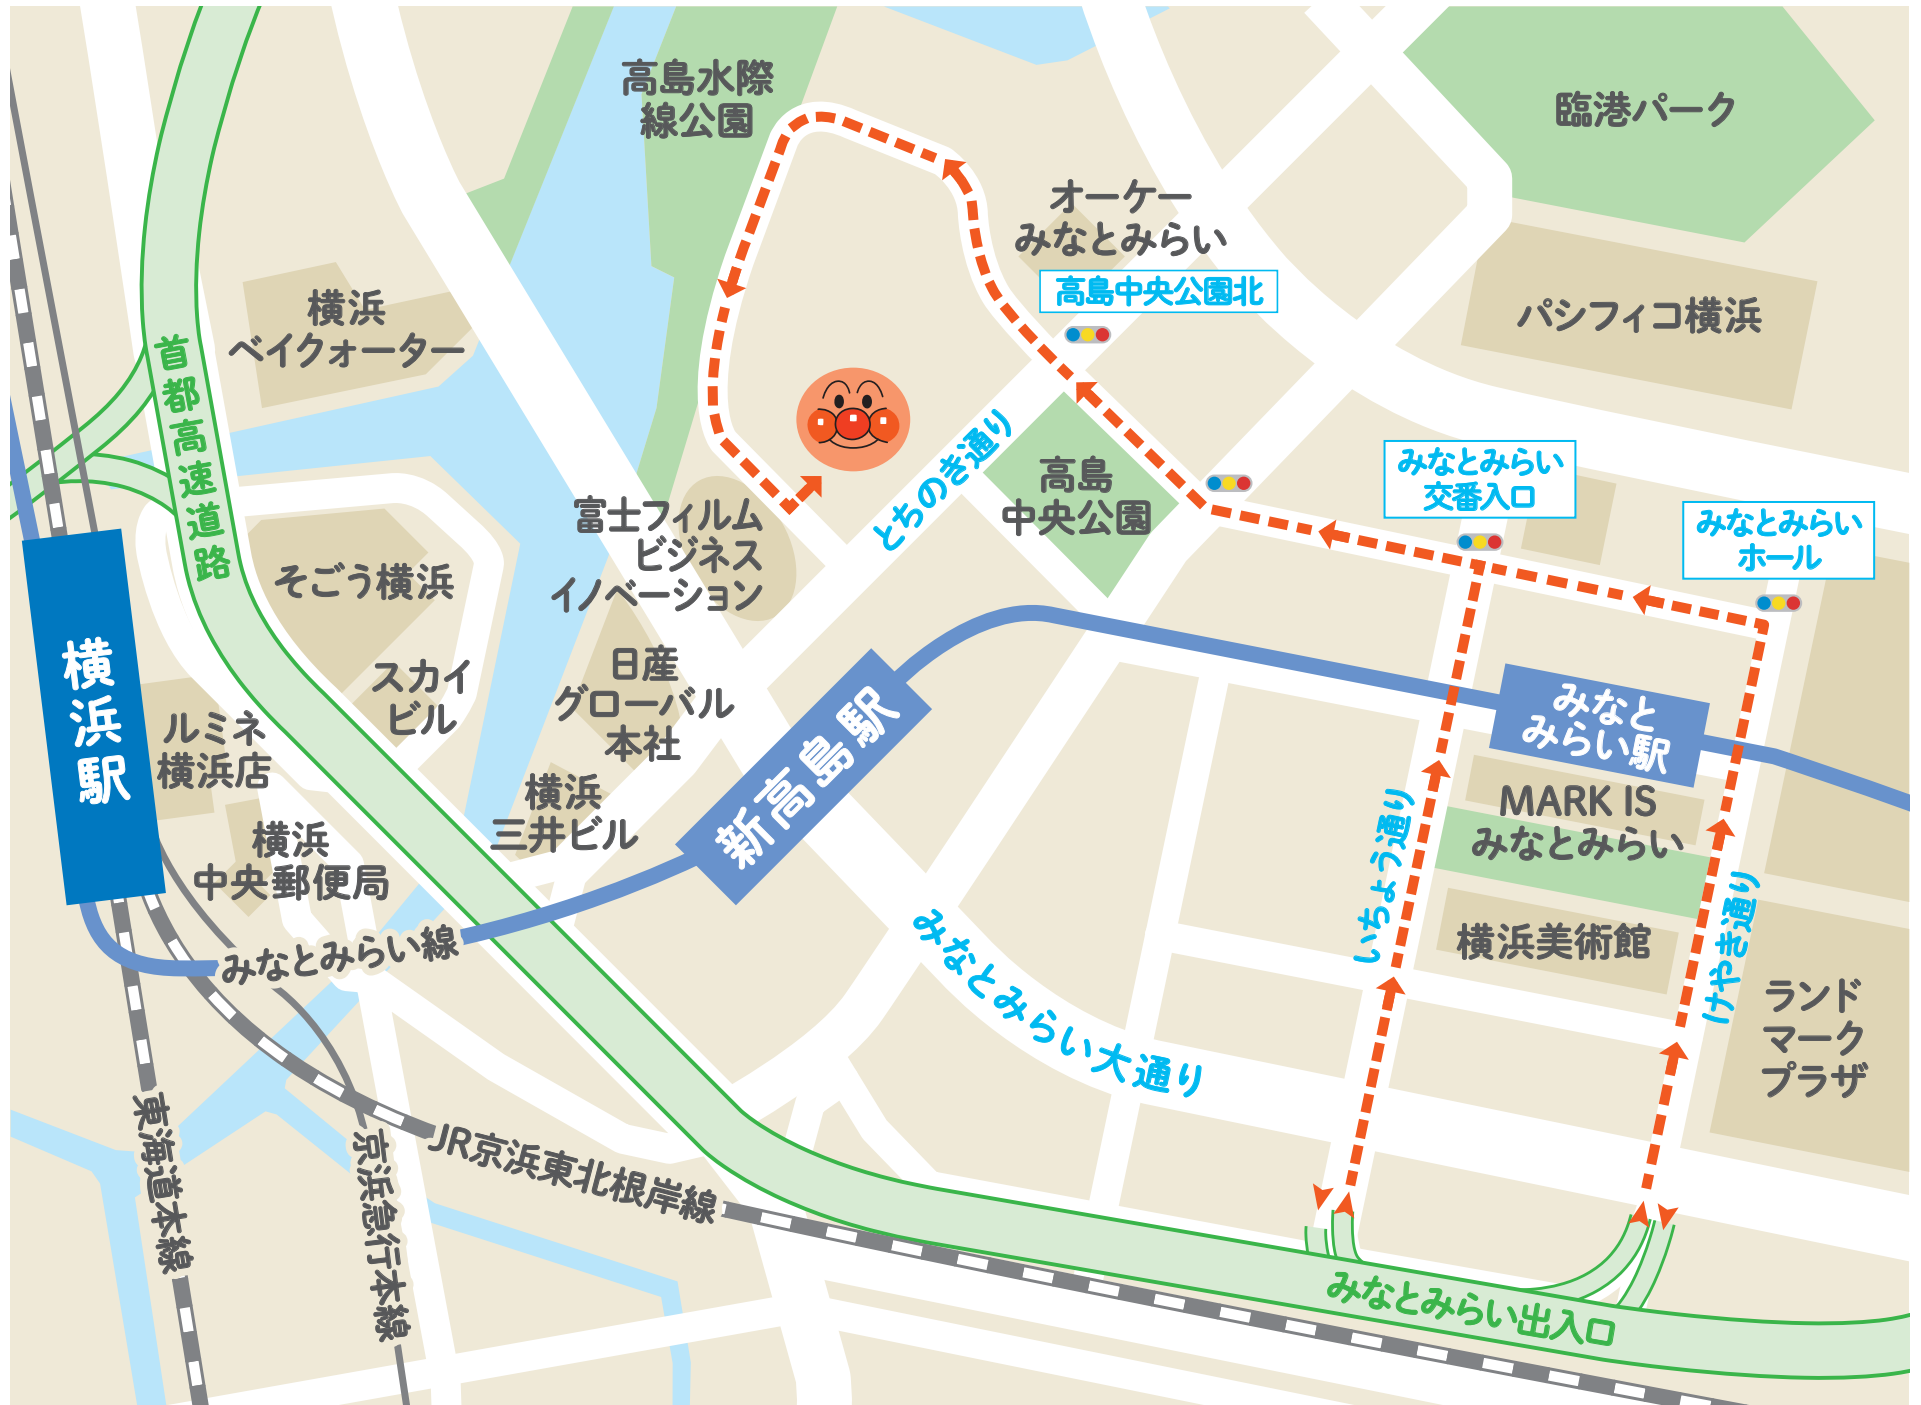 高島水際
線公園
臨港パーク
オーケー
みなとみらい
高島中央公園北
パシフィコ横浜
横浜
ベイクォーター
首都高速道路
とちのき通り
高島
中央公園
みなとみらい
交番入口
みなとみらい
ホール
富士フィルム
ビジネス
イノベーション
そごう横浜
スカイ
ビル
日産
グローバル
本社
横浜駅
ルミネ
横浜店
新高島駅
みなと
みらい駅
MARK IS
みなとみらい
横浜
三井ビル
横浜
中央郵便局
いちょう通り
けやき通り
横浜美術館
みなとみらい線
みなとみらい大通り
ランド
マーク
プラザ
東海道本線
京浜急行本線
JR京浜東北根岸線
みなとみらい出入口